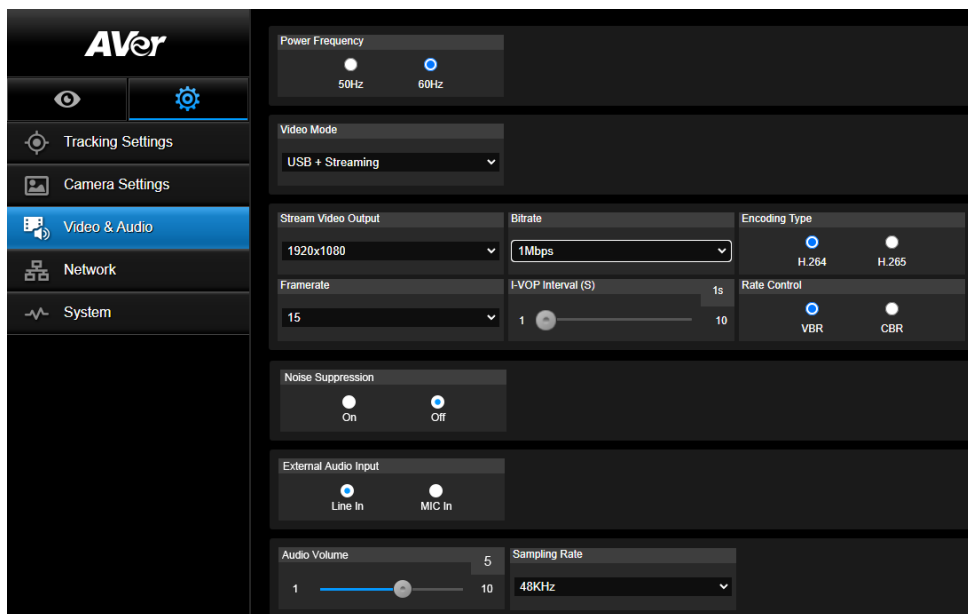 AVer
Tracking Settings
Camera Settings
Video & Audio
Network
System
Power Frequency
50Hz 60Hz
Video Mode
USB + Streaming
Stream Video Output Bitrate Encoding Type
1920x1080 1Mbps H.264 H.265
Framerate I-VOP Interval (S) 1s Rate Control
15 1 10 VBR CBR
Noise Suppression
On Off
External Audio Input
Line In MIC In
Audio Volume 5 Sampling Rate
1 10 48KHz